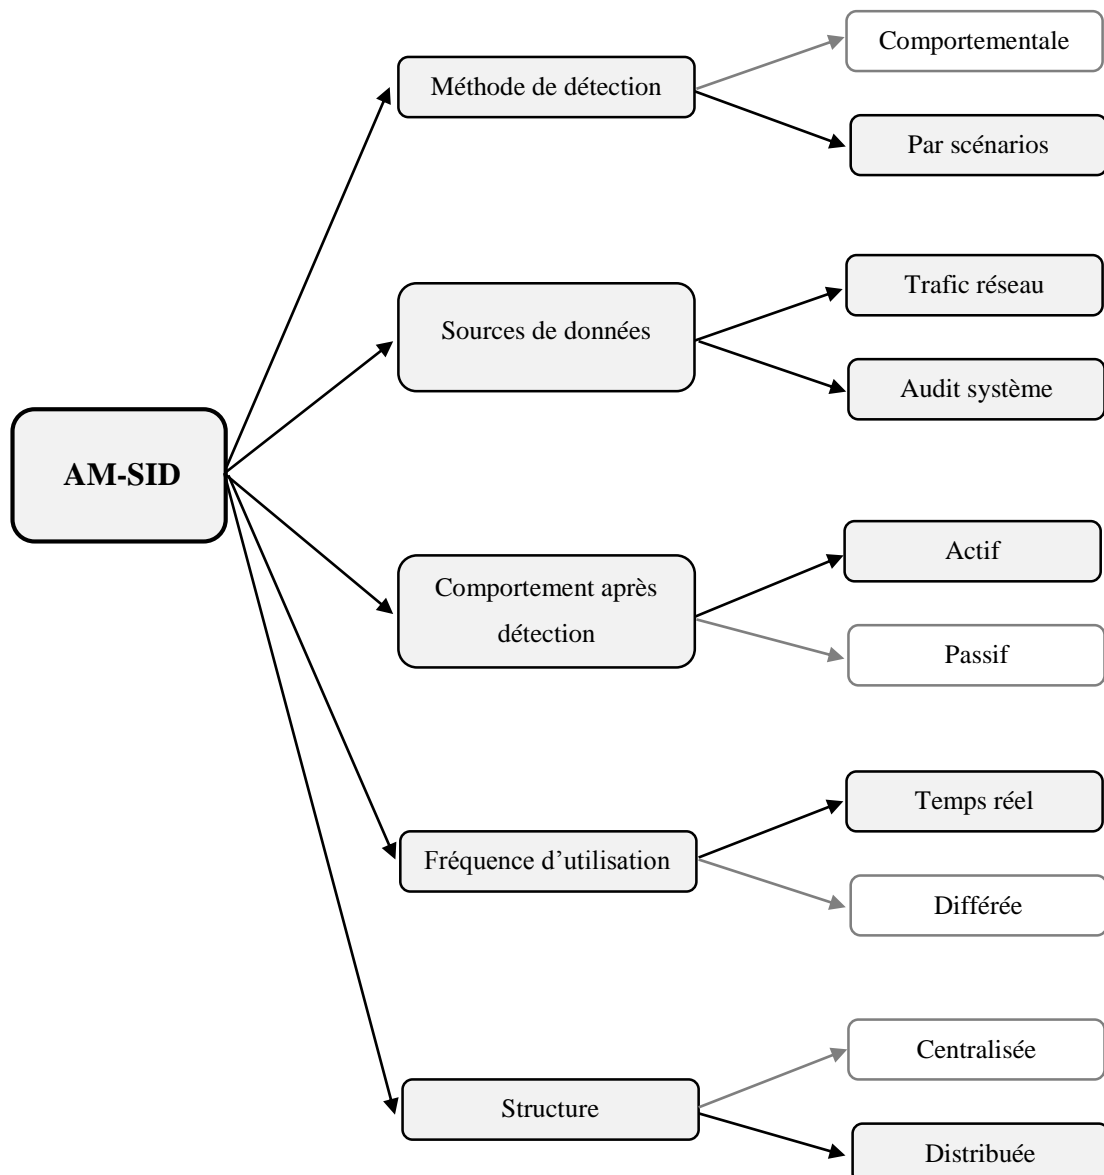 Comportementale
Méthode de détection
Par scénarios
Trafic réseau
Sources de données
Audit système
AM-SID
Actif
Comportement après
détection
Passif
Temps réel
Fréquence d’utilisation
Différée
Centralisée
Structure
Distribuée